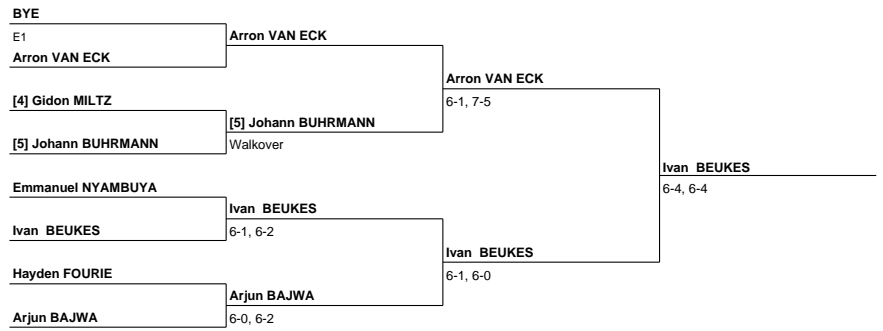 BYE
E1
Arron VAN ECK
Arron VAN ECK
[4] Gidon MILTZ
[5] Johann BUHRMANN
[5] Johann BUHRMANN
Walkover
Arron VAN ECK
6-1, 7-5
Emmanuel NYAMBUYA
Ivan BEUKES
Ivan BEUKES
6-1, 6-2
Hayden FOURIE
Arjun BAJWA
Arjun BAJWA
6-0, 6-2
Ivan BEUKES
6-1, 6-0
Ivan BEUKES
6-4, 6-4